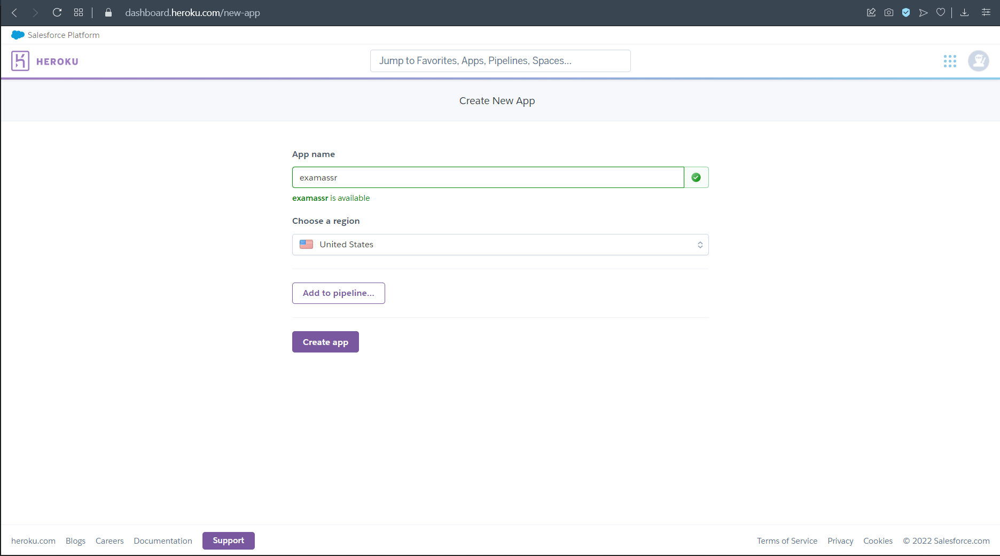 dashboard.heroku.com/new-app
Salesforce Platform
HEROKU
Jump to Favorites, Apps, Pipelines, Spaces...
Create New App
App name
examassr
examassr is available
Choose a region
United States
Add to pipeline...
Create app
heroku.com Blogs Careers Documentation Support Terms of Service Privacy Cookies © 2022 Salesforce.com